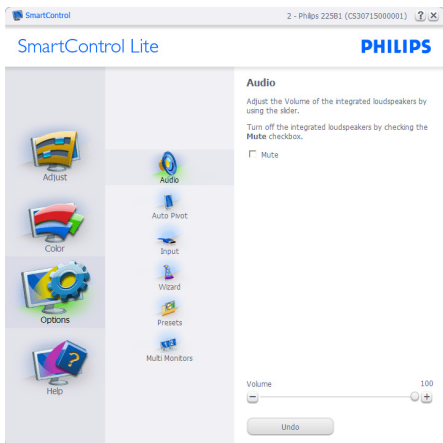 SmartControl
2 - Philips 225B1 (CS30715000001)
? x
SmartControl Lite
PHILIPS
Adjust
Color
Options
Help
Audio
Auto Pivot
Input
Wizard
Presets
Multi Monitors
Audio
Adjust the Volume of the integrated loudspeakers by
using the slider.
Turn off the integrated loudspeakers by checking the
Mute checkbox.
Mute
Volume 100
Undo